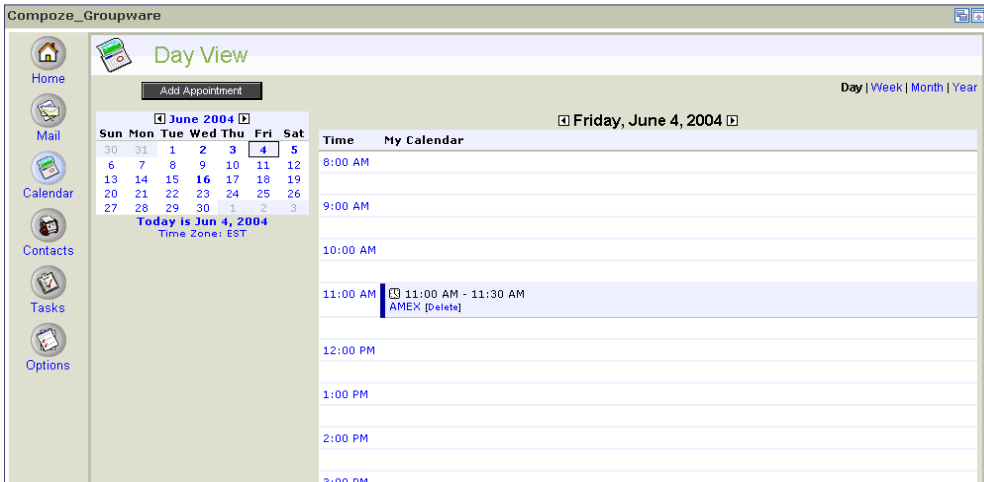 Compoze_Groupware
Home
Mail
Calendar
Contacts
Tasks
Options
Day View
Add Appointment
Day | Week | Month | Year
June 2004
Sun Mon Tue Wed Thu Fri Sat
30 31 1 2 3 4 5
6 7 8 9 10 11 12
13 14 15 16 17 18 19
20 21 22 23 24 25 26
27 28 29 30 1 2 3
Today is Jun 4, 2004
Time Zone: EST
Friday, June 4, 2004
Time My Calendar
8:00 AM
9:00 AM
10:00 AM
11:00 AM 11:00 AM - 11:30 AM
AMEX [Delete]
12:00 PM
1:00 PM
2:00 PM
3:00 PM